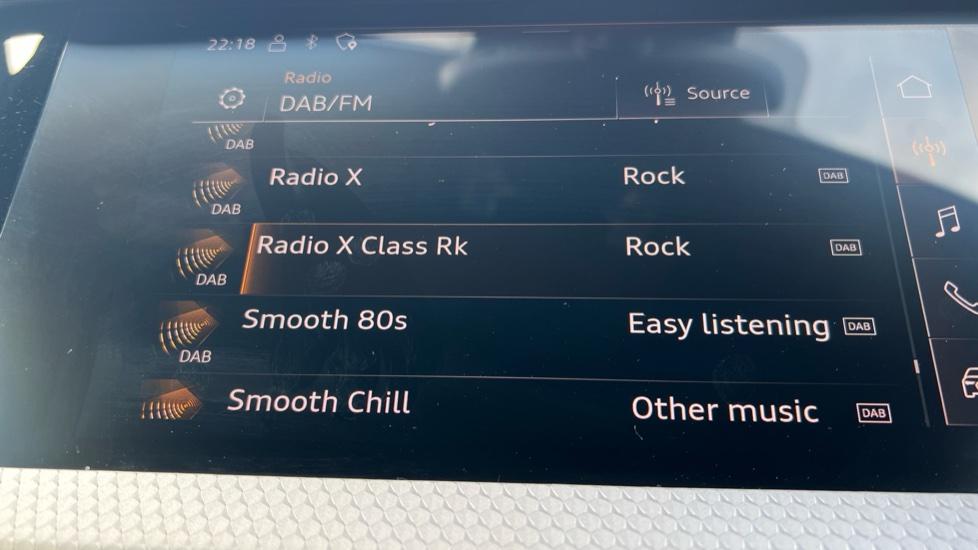 22:18
Radio
DAB/FM
Source
DAB
Radio X Rock DAB
DAB
Radio X Class Rk Rock DAB
DAB
Smooth 80s Easy listening DAB
DAB
Smooth Chill Other music DAB